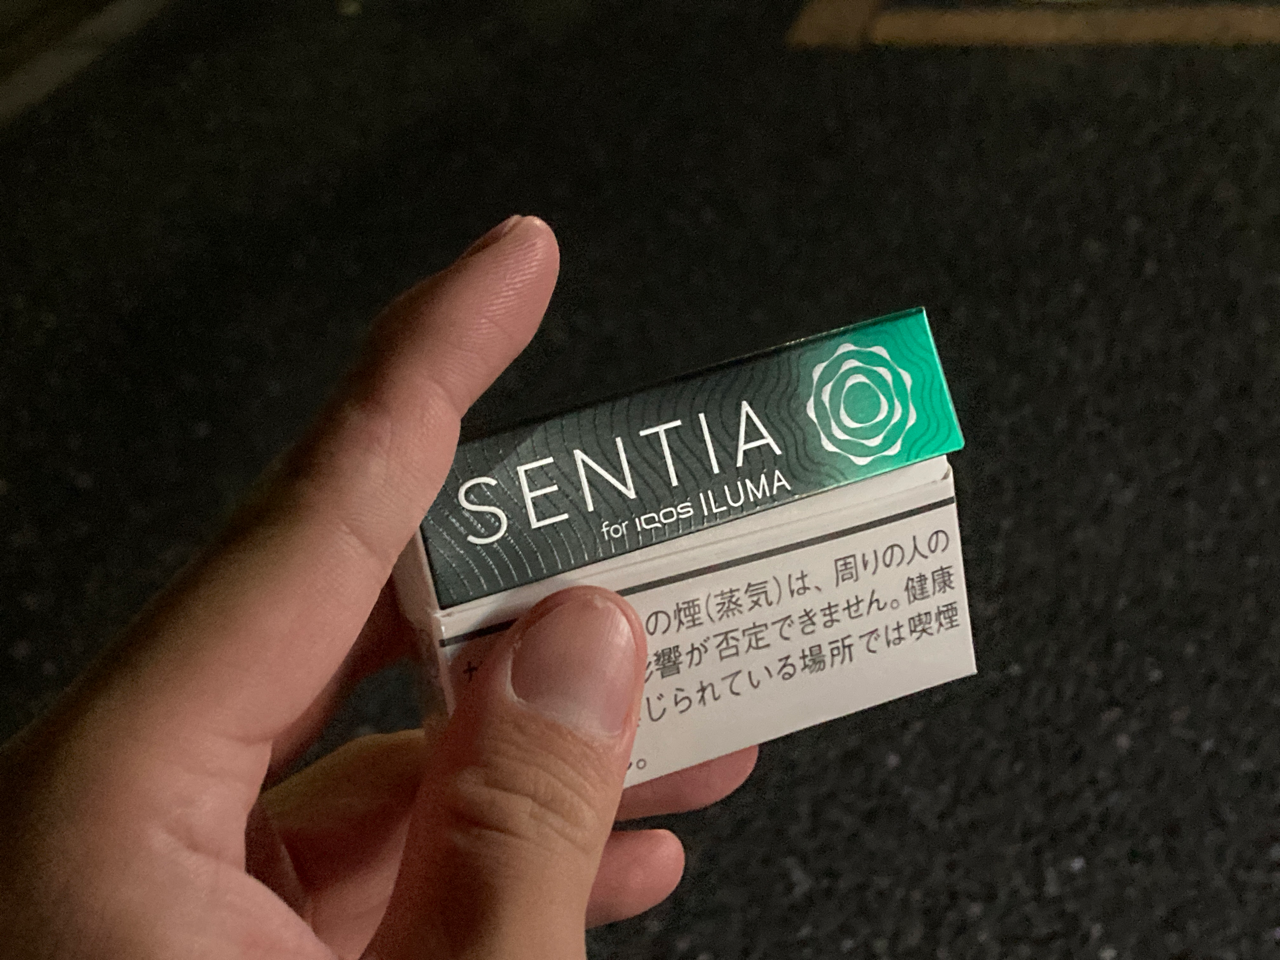 SENTIA
for IQOS ILUMA
の煙(蒸気)は、周りの人の
響が否定できません。健康
じられている場所では喫煙
。